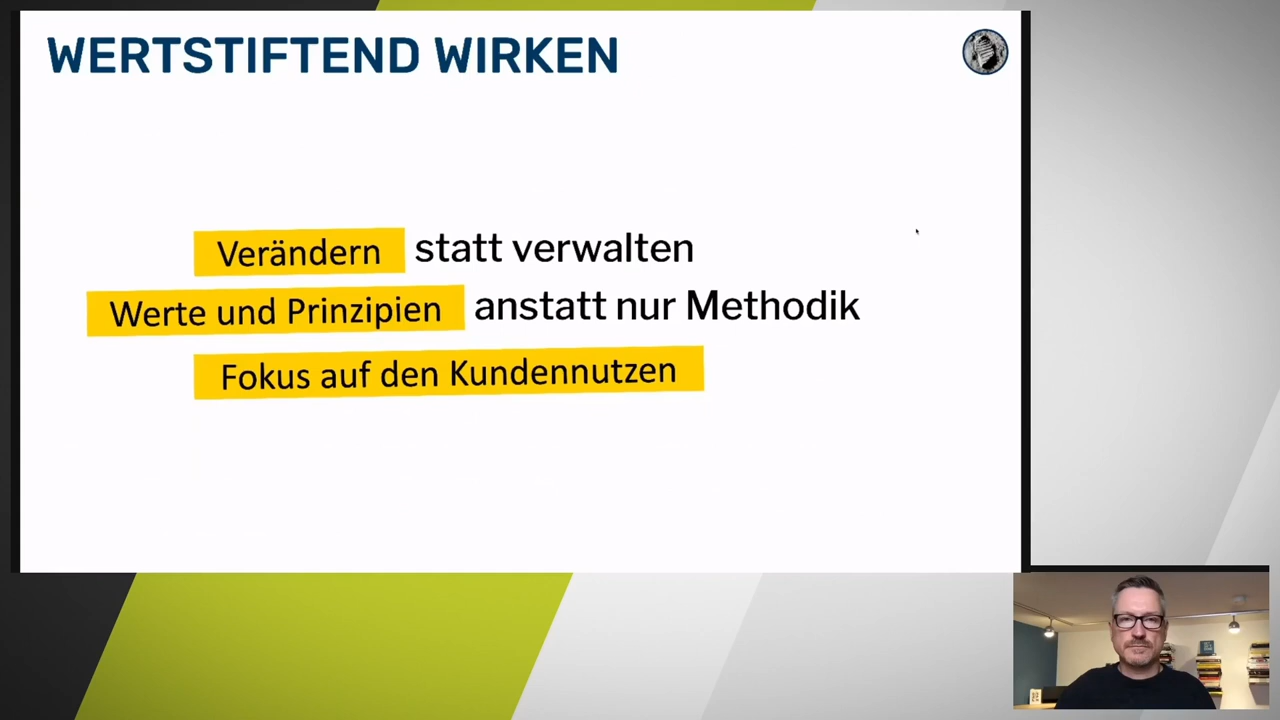 WERTSTIFTEND WIRKEN
Verändern statt verwalten
Werte und Prinzipien anstatt nur Methodik
Fokus auf den Kundennutzen